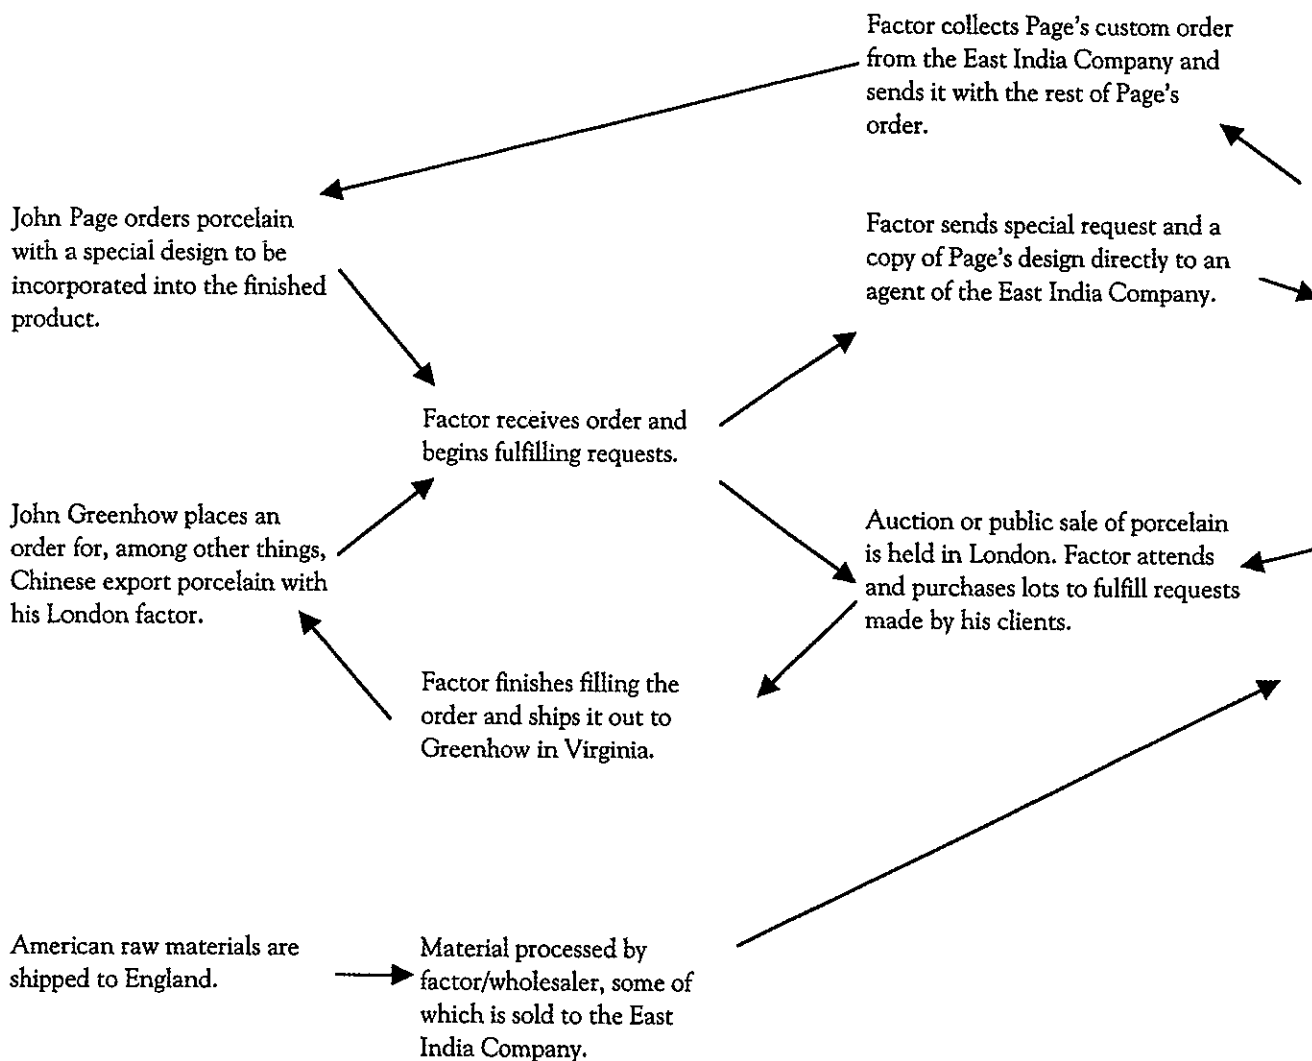 Factor collects Page's custom order
from the East India Company and
sends it with the rest of Page's
order.
John Page orders porcelain
with a special design to be
incorporated into the finished
product.
Factor sends special request and a
copy of Page's design directly to an
agent of the East India Company.
Factor receives order and
begins fulfilling requests.
John Greenhow places an
order for, among other things,
Chinese export porcelain with
his London factor.
Auction or public sale of porcelain
is held in London. Factor attends
and purchases lots to fulfill requests
made by his clients.
Factor finishes filling the
order and ships it out to
Greenhow in Virginia.
American raw materials are
shipped to England.
Material processed by
factor/wholesaler, some of
which is sold to the East
India Company.